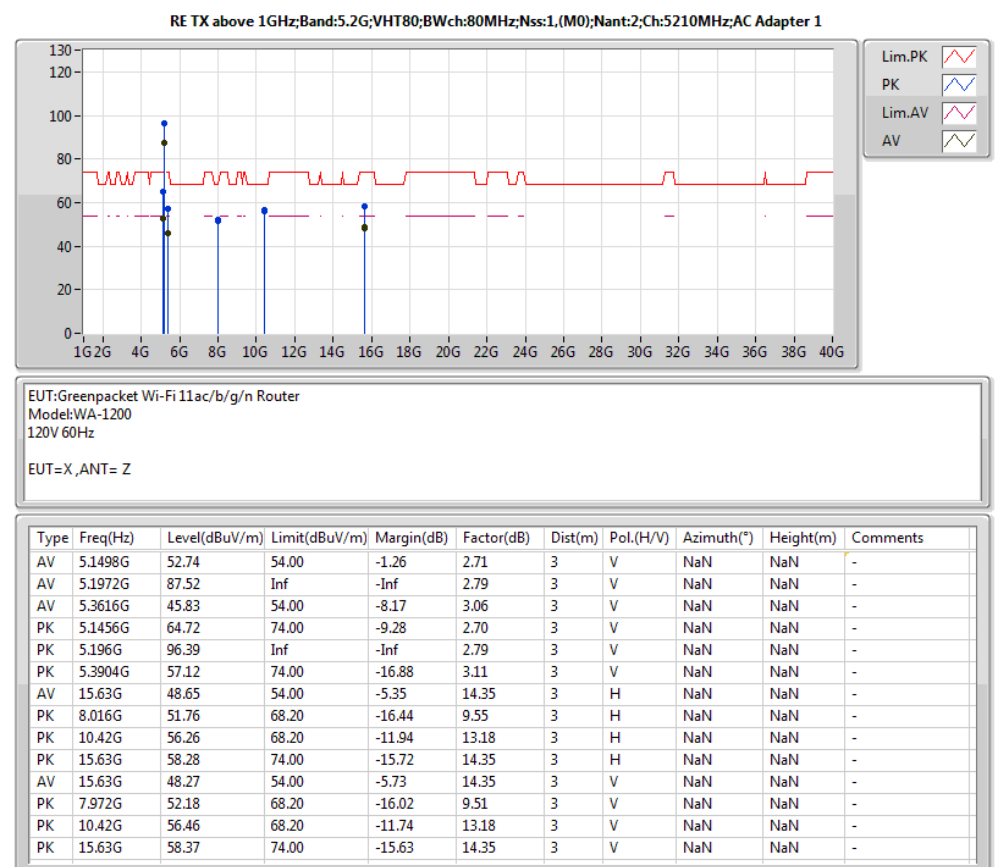 RE TX above 1GHz;Band:5.2G;VHT80;BWch:80MHz;Nss:1,(M0);Nant:2;Ch:5210MHz;AC Adapter 1
130
120
100
80
60
40
20
0
1G 2G 4G 6G 8G 10G 12G 14G 16G 18G 20G 22G 24G 26G 28G 30G 32G 34G 36G 38G 40G
Lim.PK
PK
Lim.AV
AV
EUT:Greenpacket Wi-Fi 11ac/b/g/n Router
Model:WA-1200
120V 60Hz
EUT=X ,ANT= Z
Type Freq(Hz) Level(dBuV/m) Limit(dBuV/m) Margin(dB) Factor(dB) Dist(m) Pol.(H/V) Azimuth(°) Height(m) Comments
AV 5.1498G 52.74 54.00 -1.26 2.71 3 V NaN NaN -
AV 5.1972G 87.52 Inf -Inf 2.79 3 V NaN NaN -
AV 5.3616G 45.83 54.00 -8.17 3.06 3 V NaN NaN -
PK 5.1456G 64.72 74.00 -9.28 2.70 3 V NaN NaN -
PK 5.196G 96.39 Inf -Inf 2.79 3 V NaN NaN -
PK 5.3904G 57.12 74.00 -16.88 3.11 3 V NaN NaN -
AV 15.63G 48.65 54.00 -5.35 14.35 3 H NaN NaN -
PK 8.016G 51.76 68.20 -16.44 9.55 3 H NaN NaN -
PK 10.42G 56.26 68.20 -11.94 13.18 3 H NaN NaN -
PK 15.63G 58.28 74.00 -15.72 14.35 3 H NaN NaN -
AV 15.63G 48.27 54.00 -5.73 14.35 3 V NaN NaN -
PK 7.972G 52.18 68.20 -16.02 9.51 3 V NaN NaN -
PK 10.42G 56.46 68.20 -11.74 13.18 3 V NaN NaN -
PK 15.63G 58.37 74.00 -15.63 14.35 3 V NaN NaN -